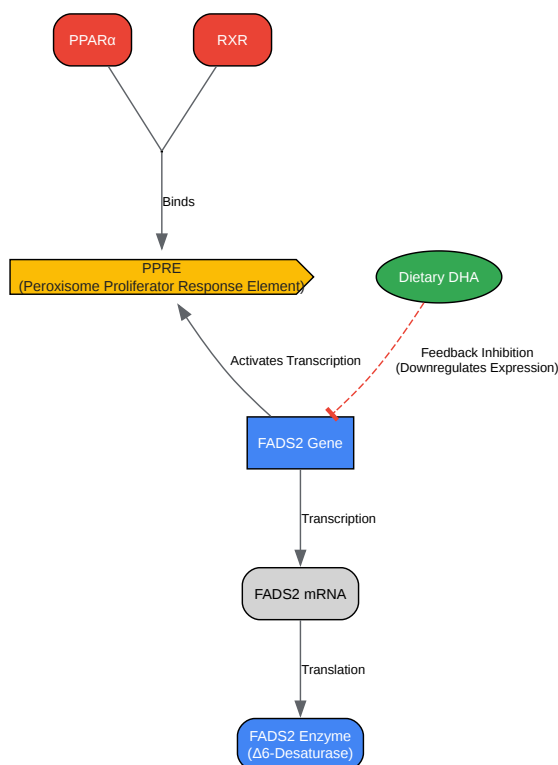 PPARα
RXR
Binds
PPRE
(Peroxisome Proliferator Response Element)
Dietary DHA
Activates Transcription
Feedback Inhibition
(Downregulates Expression)
FADS2 Gene
Transcription
FADS2 mRNA
Translation
FADS2 Enzyme
(Δ6-Desaturase)